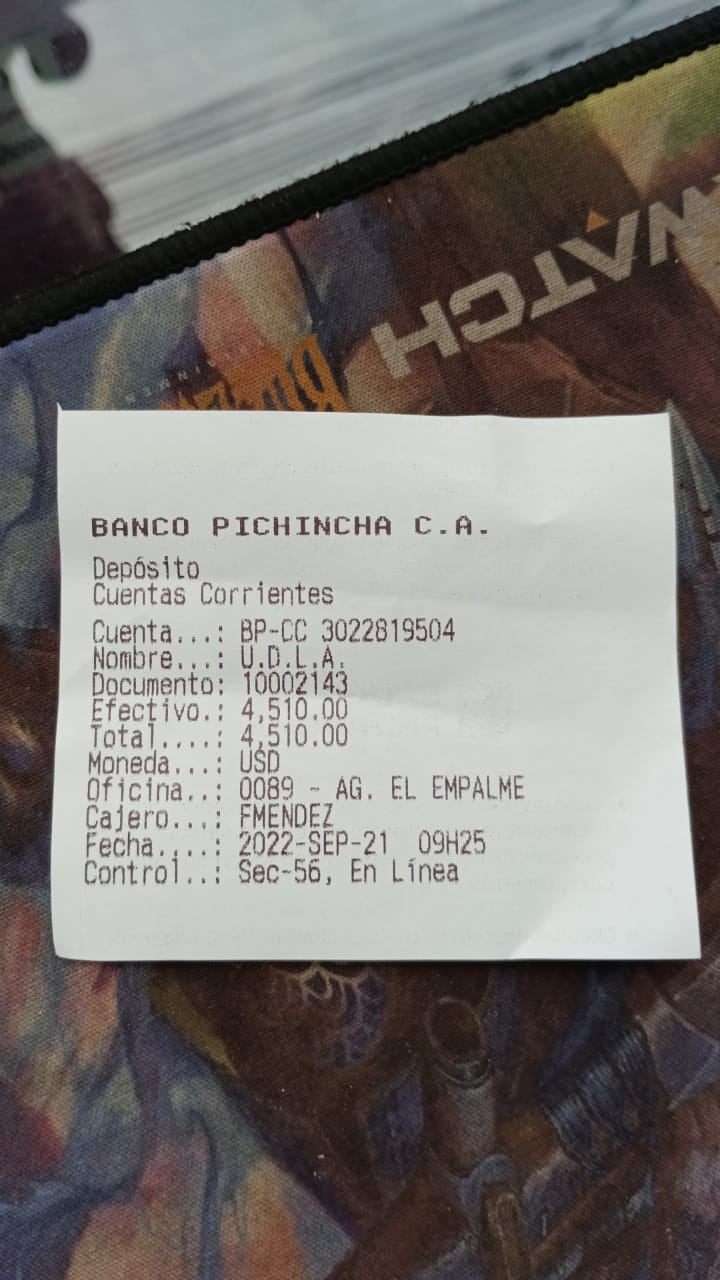 WATCH
BANCO PICHINCHA C.A.
Depósito
Cuentas Corrientes
Cuenta...: BP-CC 3022819504
Nombre...: U.D.L.A.
Documento: 10002143
Efectivo.: 4,510.00
Total....: 4,510.00
Moneda...: USD
Oficina..: 0089 - AG. EL EMPALME
Cajero...: FMENDEZ
Fecha....: 2022-SEP-21 09H25
Control..: Sec-56, En Línea